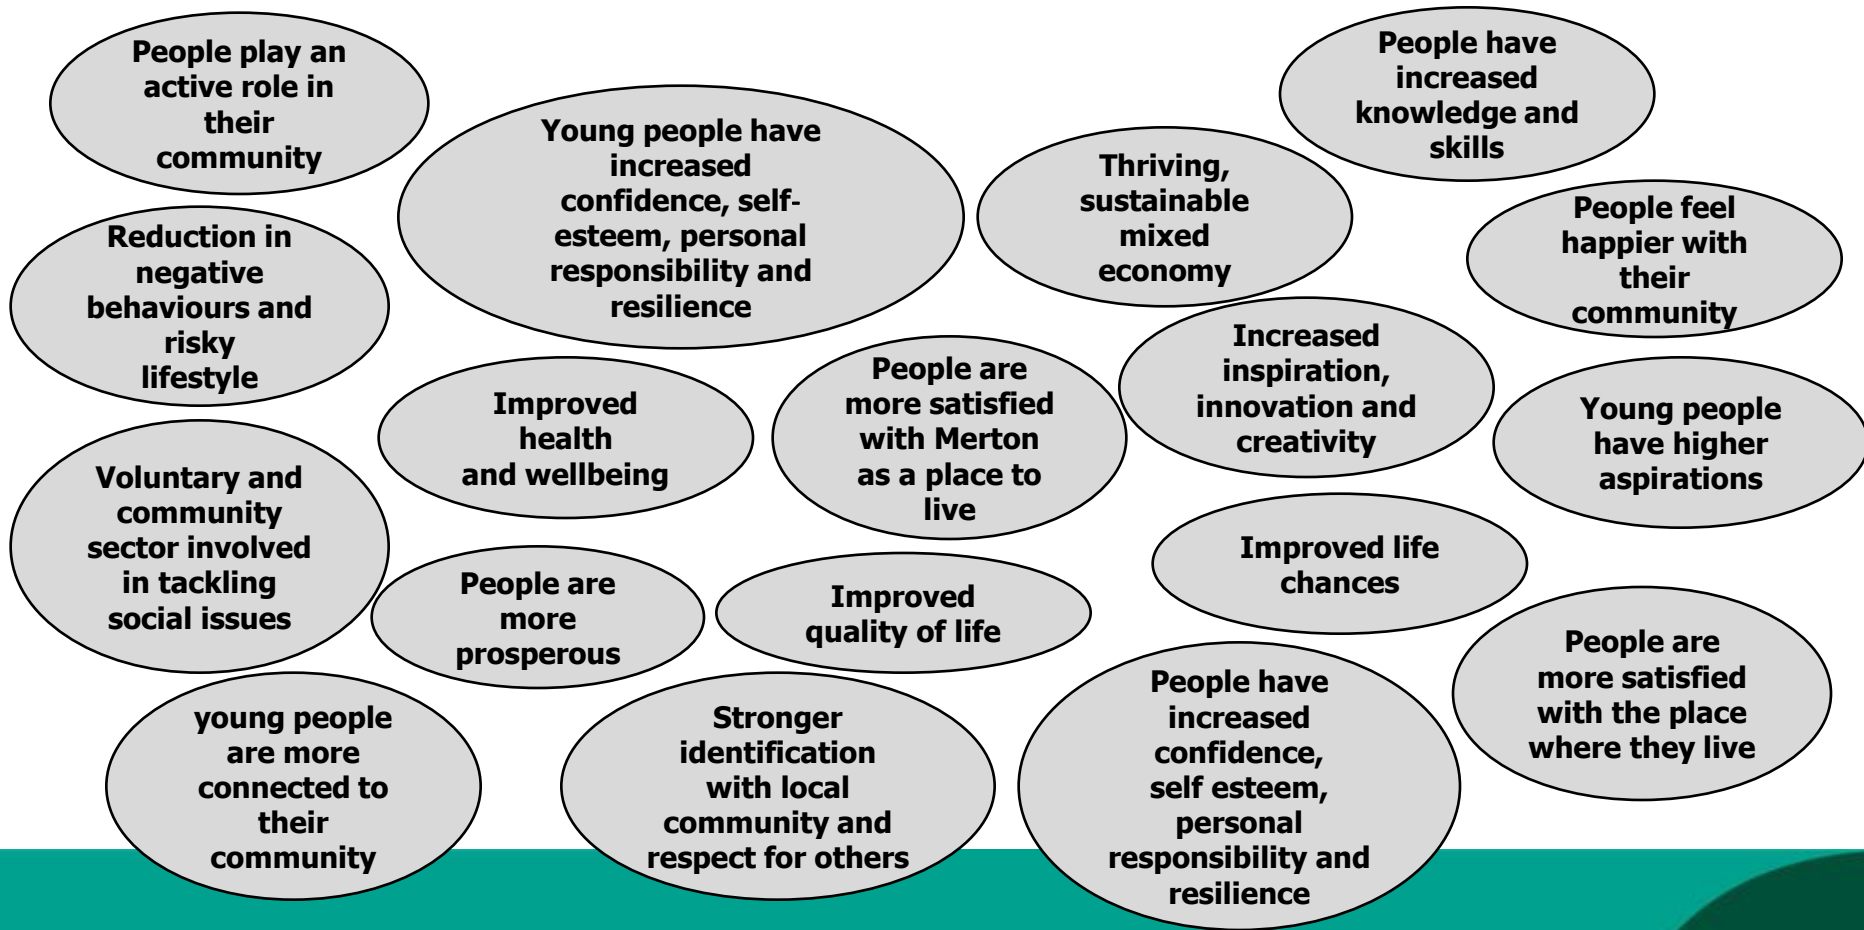 People play an
active role in
their
community
Young people have
increased
confidence, self-
esteem, personal
responsibility and
resilience
Thriving,
sustainable
mixed
economy
People have
increased
knowledge and
skills
Reduction in
negative
behaviours and
risky
lifestyle
People feel
happier with
their
community
Improved
health
and wellbeing
People are
more satisfied
with Merton
as a place to
live
Increased
inspiration,
innovation and
creativity
Young people
have higher
aspirations
Voluntary and
community
sector involved
in tackling
social issues
People are
more
prosperous
Improved
quality of life
Improved life
chances
People are
more satisfied
with the place
where they live
young people
are more
connected to
their
community
Stronger
identification
with local
community and
respect for others
People have
increased
confidence,
self esteem,
personal
responsibility and
resilience